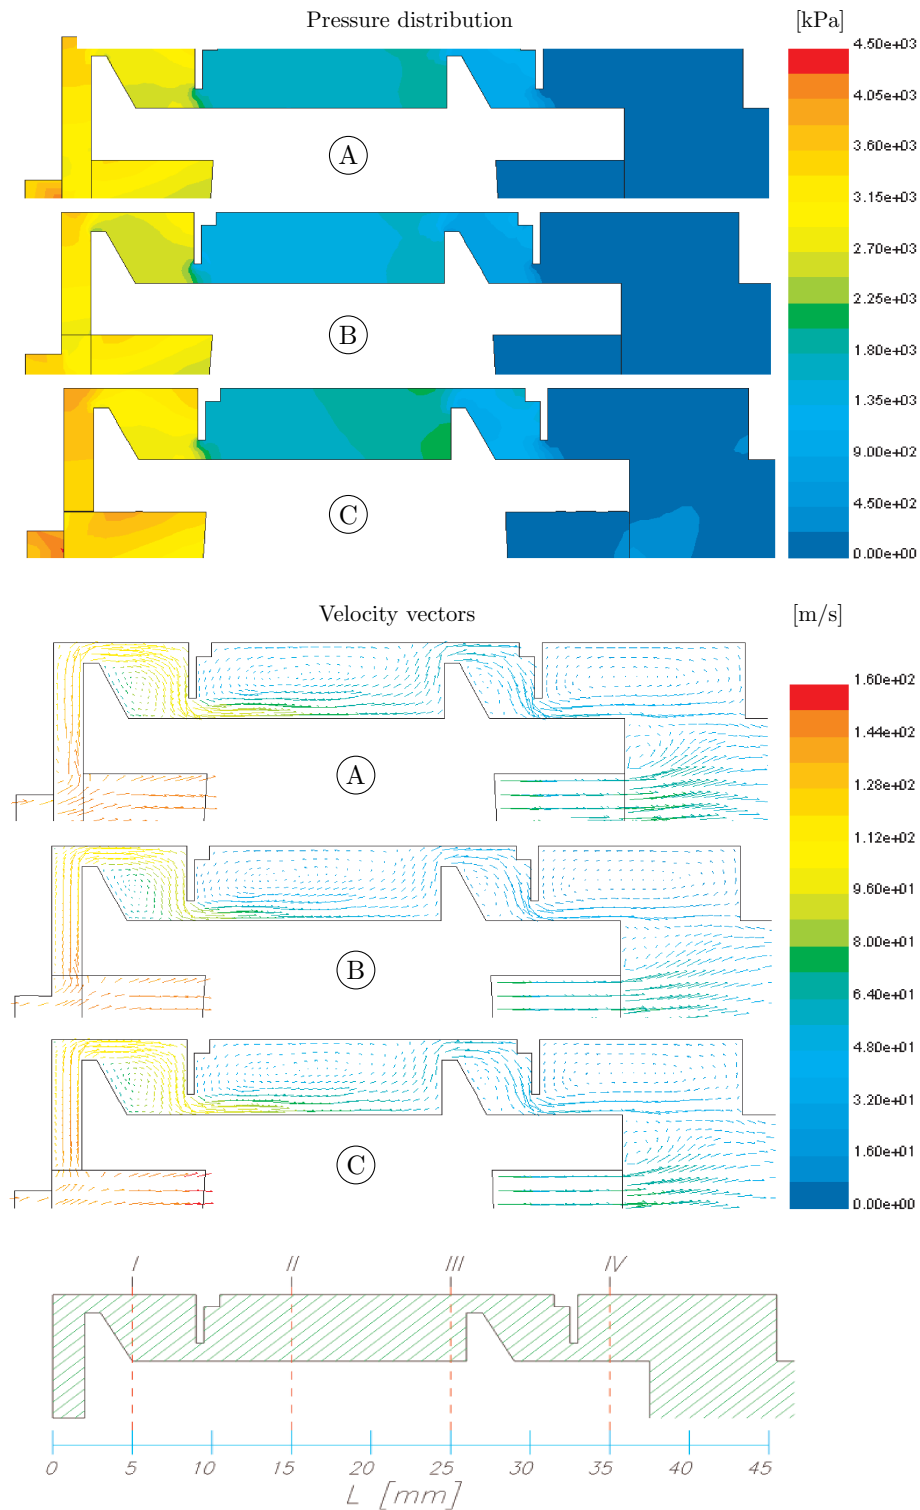 Pressure distribution [kPa]
4.50e+03
4.05e+03
A
3.60e+03
3.15e+03
2.70e+03
2.25e+03
B
1.80e+03
1.35e+03
9.00e+02
C
4.50e+02
0.00e+00
Velocity vectors [m/s]
1.60e+02
1.44e+02
A
1.28e+02
1.12e+02
9.60e+01
8.00e+01
B
6.40e+01
4.80e+01
3.20e+01
C
1.60e+01
0.00e+00
I II III IV
0 5 10 15 20 25 30 35 40 45
L [mm]